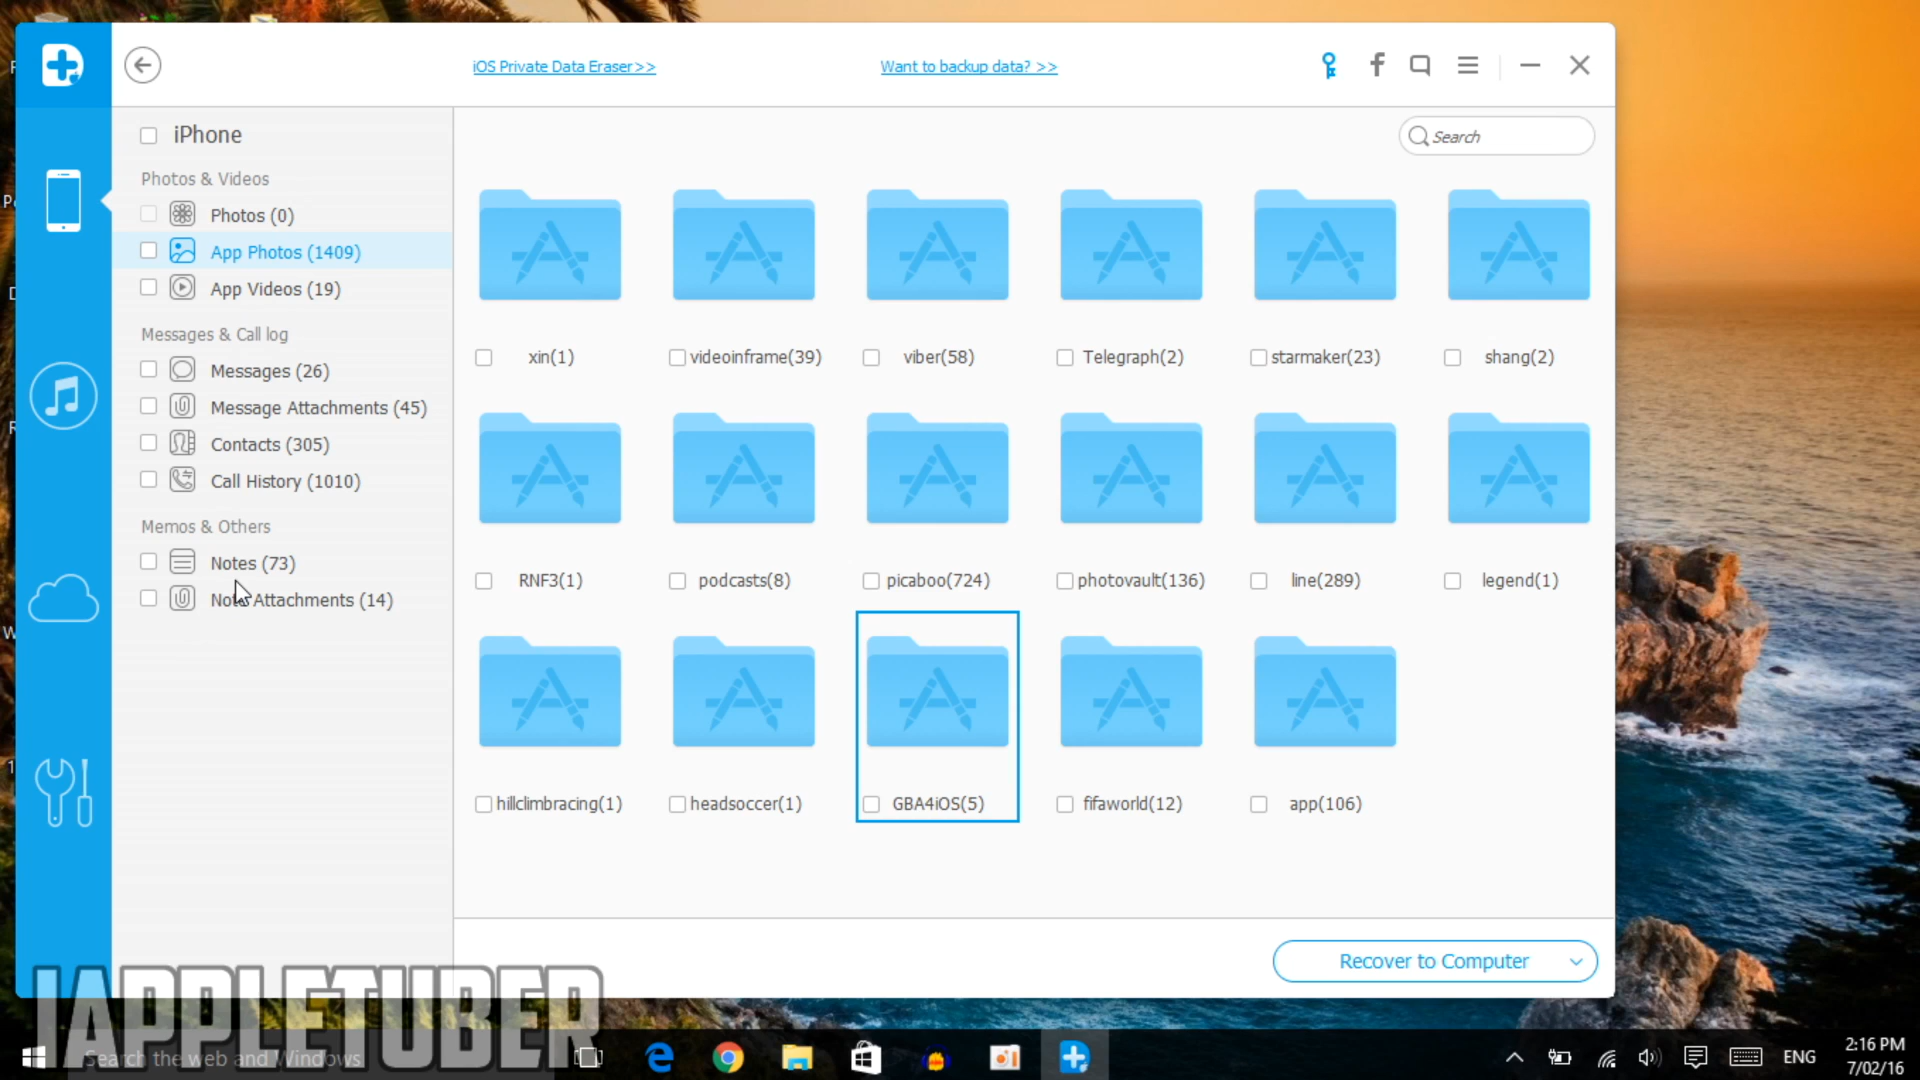 iOS Private Data Eraser>>
Want to backup data? >>
iPhone
Search
Photos & Videos
Photos (0)
App Photos (1409)
App Videos (19)
Messages & Call log
Messages (26)
Message Attachments (45)
Contacts (305)
Call History (1010)
Memos & Others
Notes (73)
Note Attachments (14)
xin(1)
videoinframe(39)
viber(58)
Telegraph(2)
starmaker(23)
shang(2)
RNF3(1)
podcasts(8)
picaboo(724)
photovault(136)
line(289)
legend(1)
hillclimbracing(1)
headsoccer(1)
GBA4iOS(5)
fifaworld(12)
app(106)
Recover to Computer
IAPPLETUBER
Search the web and Windows
ENG
2:16 PM
7/02/16